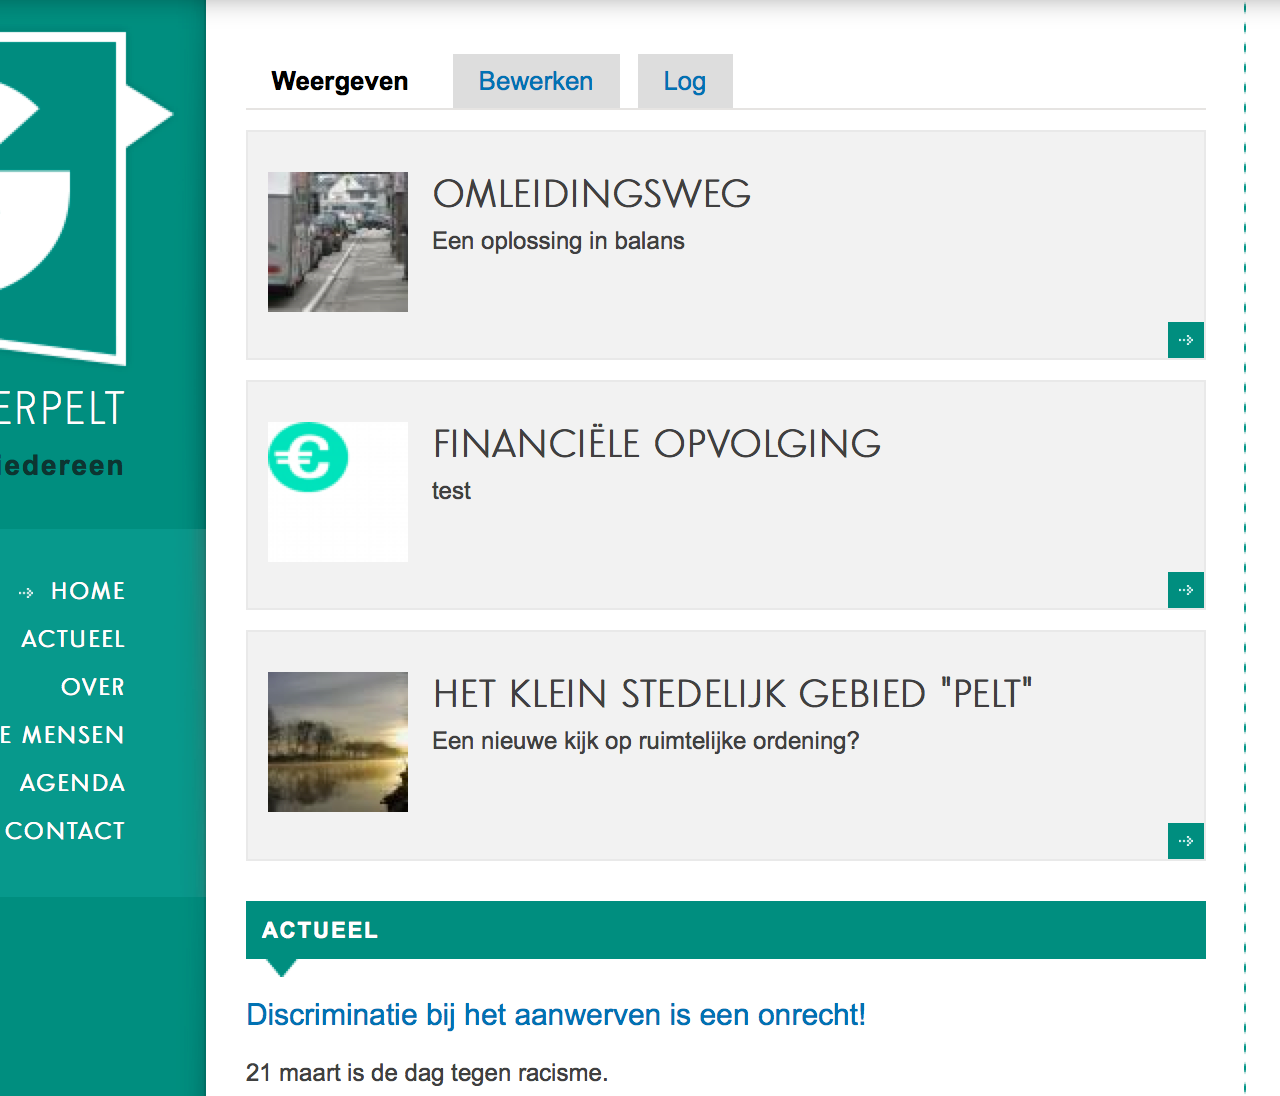 ERPELT
iedereen
HOME
ACTUEEL
OVER
E MENSEN
AGENDA
CONTACT
Weergeven Bewerken Log
OMLEIDINGSWEG
Een oplossing in balans
FINANCIËLE OPVOLGING
test
HET KLEIN STEDELIJK GEBIED "PELT"
Een nieuwe kijk op ruimtelijke ordening?
ACTUEEL
Discriminatie bij het aanwerven is een onrecht!
21 maart is de dag tegen racisme.